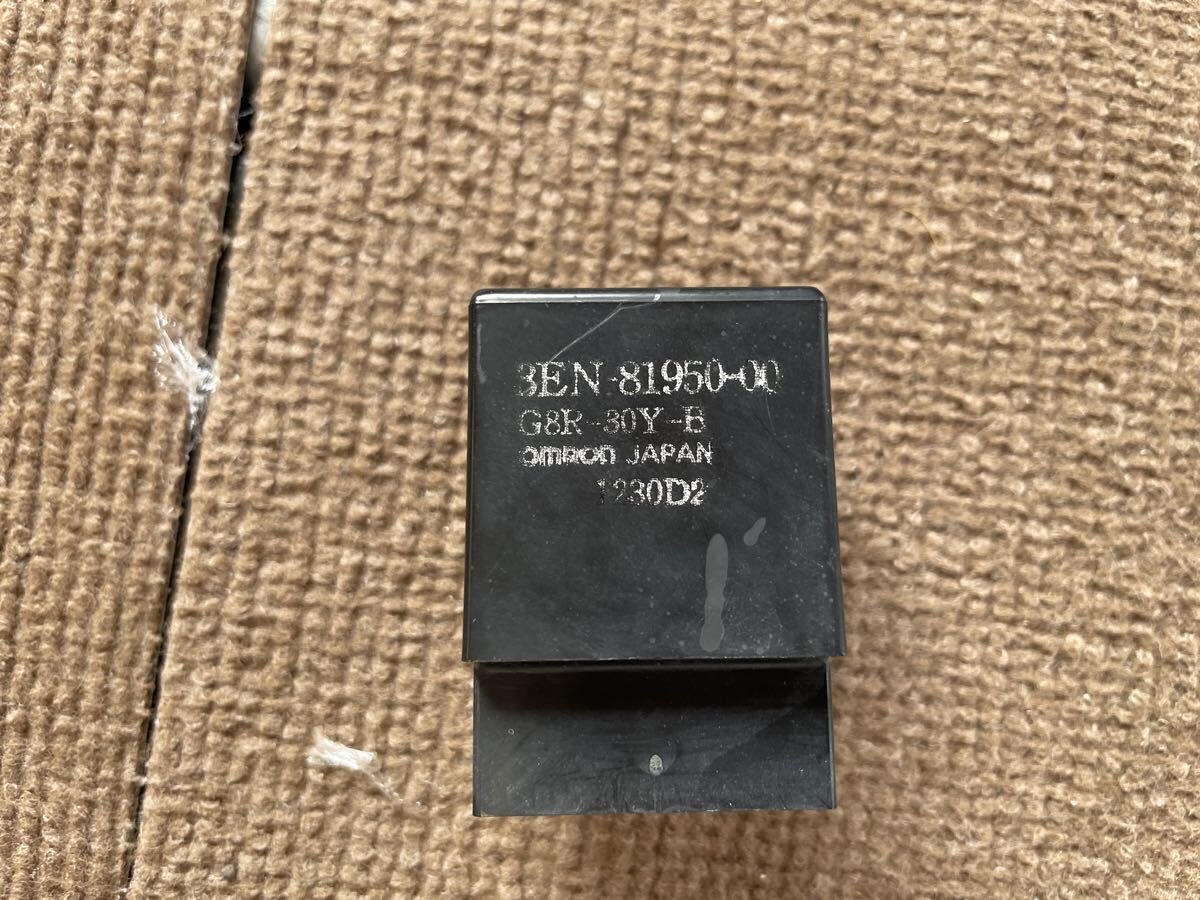 3EN-81950-00
G8R-30Y-B
omron JAPAN
1230D2